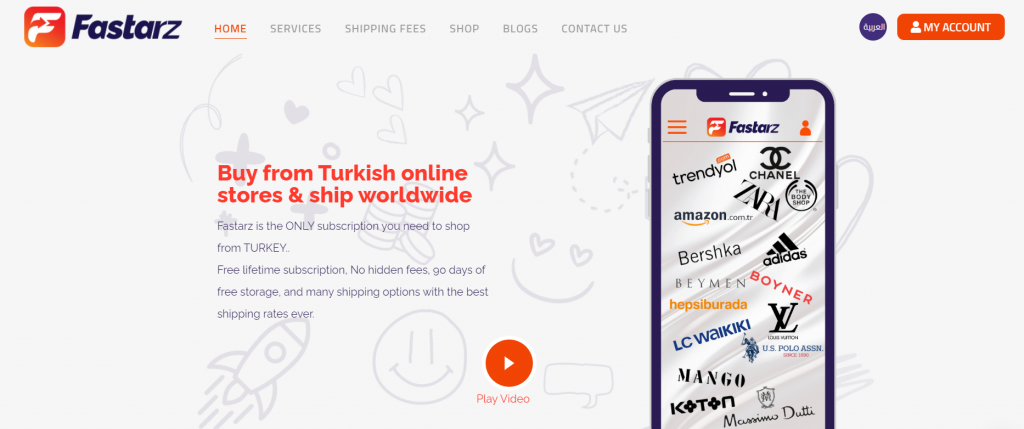 Fastarz
HOME
SERVICES
SHIPPING FEES
SHOP
BLOGS
CONTACT US
العربية
MY ACCOUNT
Buy from Turkish online
stores & ship worldwide
Fastarz is the ONLY subscription you need to shop
from TURKEY..
Free lifetime subscription, No hidden fees, 90 days of
free storage, and many shipping options with the best
shipping rates ever.
Play Video
Fastarz
trendyol
.com
CHANEL
ZARA
THE
BODY
SHOP
amazon.com.tr
Bershka
adidas
BEYMEN
BOYNER
hepsiburada
LV
LOUIS VUITTON
LC WAIKIKI
U.S. POLO ASSN.
SINCE 1890
MANGO
KOTON
Massimo Dutti